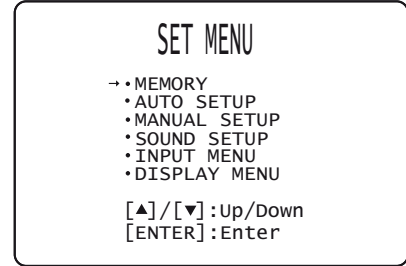 SET MENU
→•MEMORY
•AUTO SETUP
•MANUAL SETUP
•SOUND SETUP
•INPUT MENU
•DISPLAY MENU
[▲]/[▼]:Up/Down
[ENTER]:Enter